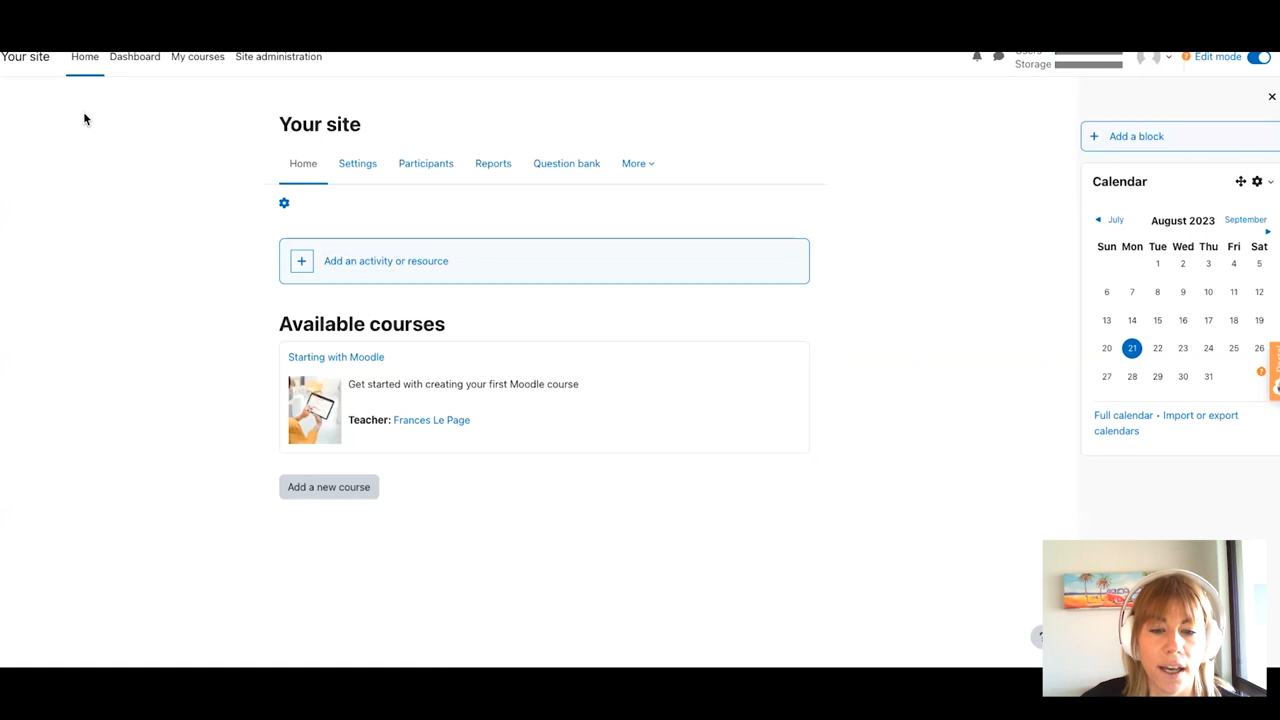 Your site Home Dashboard My courses Site administration Users Edit mode
Storage
Your site
Home Settings Participants Reports Question bank More
Add an activity or resource
Available courses
Starting with Moodle
Get started with creating your first Moodle course
Teacher: Frances Le Page
Add a new course
+ Add a block
Calendar
July August 2023 September
Sun Mon Tue Wed Thu Fri Sat
1 2 3 4 5
6 7 8 9 10 11 12
13 14 15 16 17 18 19
20 21 22 23 24 25 26
27 28 29 30 31
Full calendar • Import or export
calendars